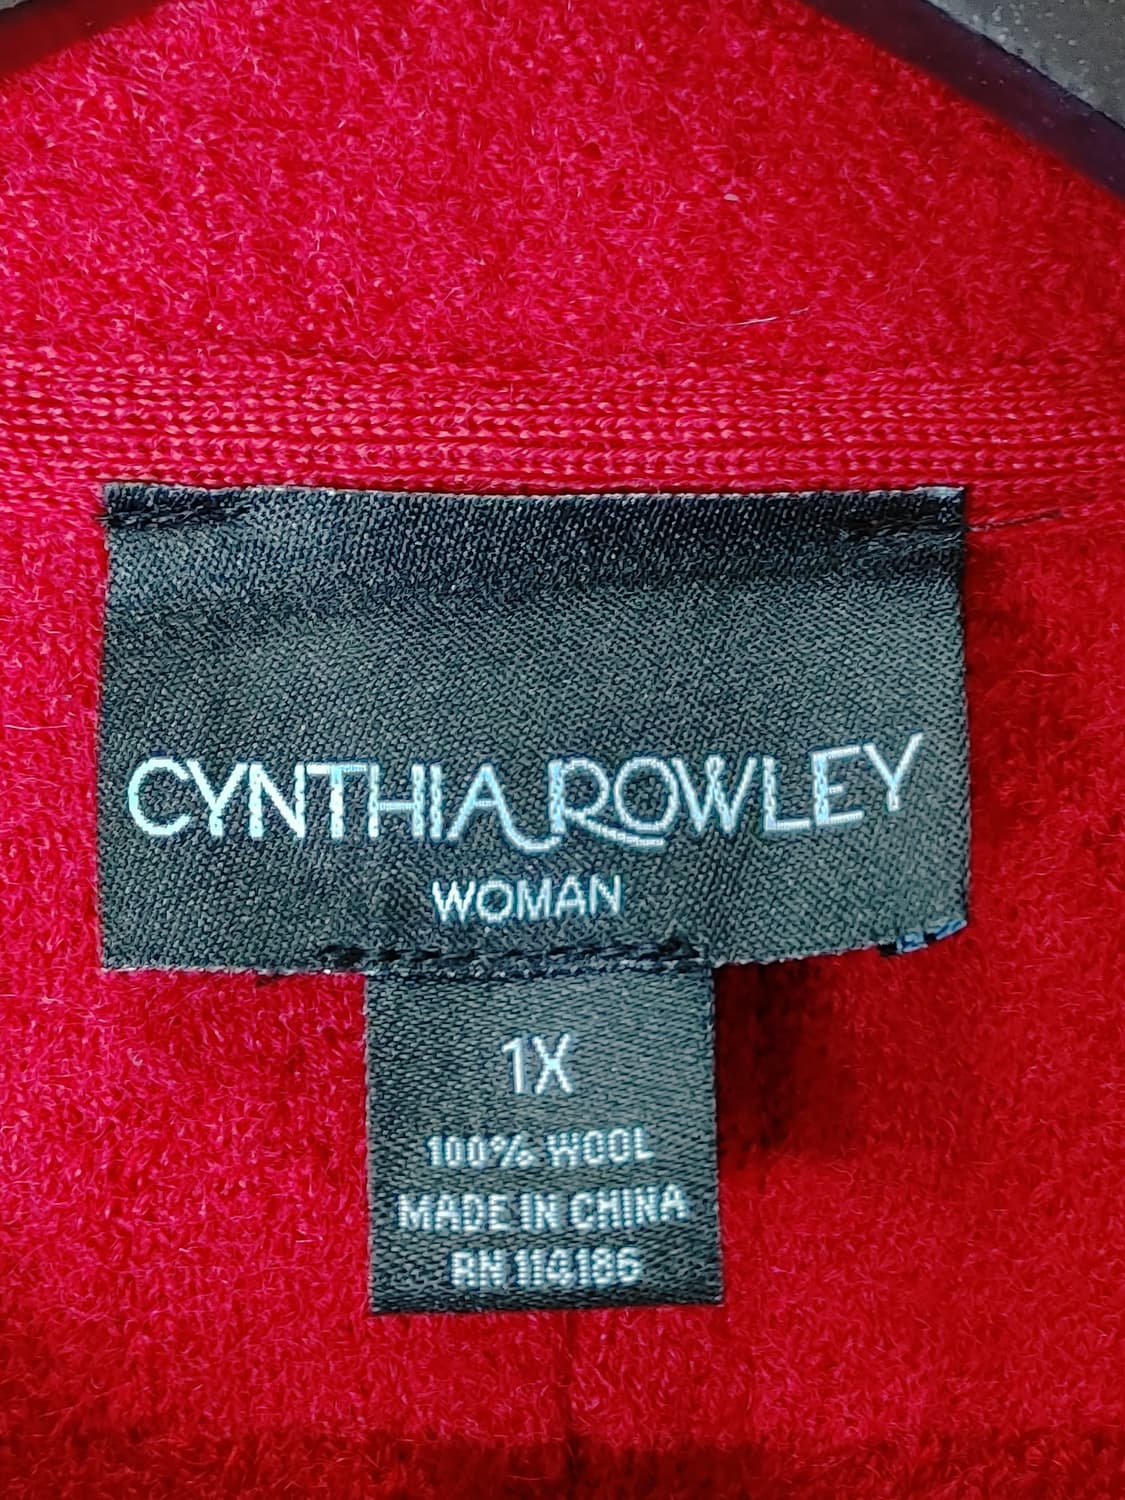 CYNTHIA ROWLEY
WOMAN
1X
100% WOOL
MADE IN CHINA
RN 114186